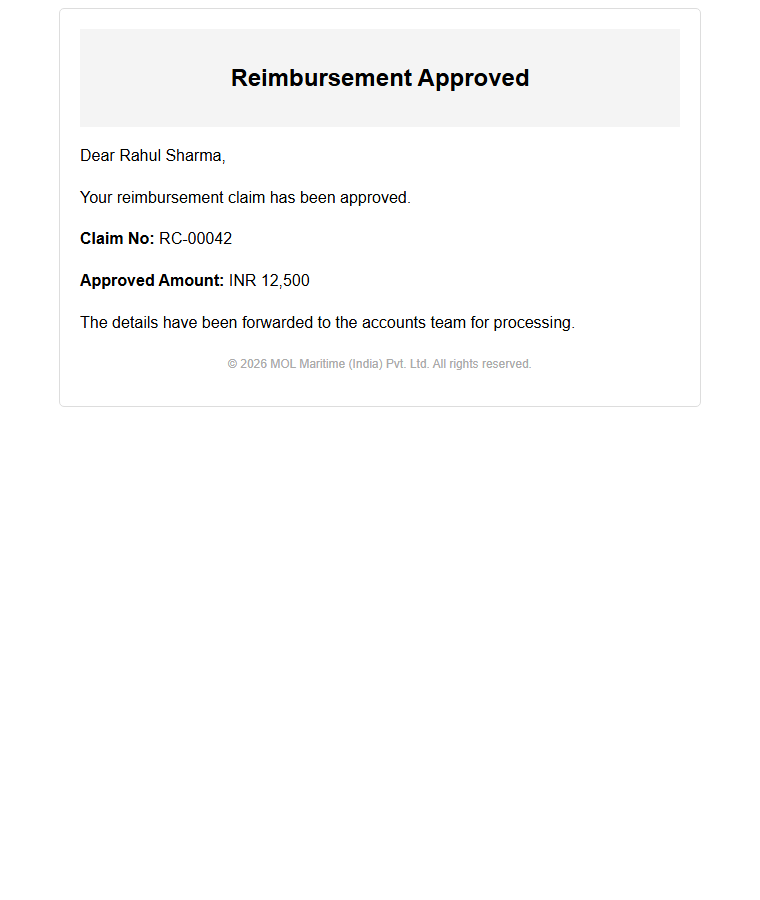 Reimbursement Approved
Dear Rahul Sharma,
Your reimbursement claim has been approved.
Claim No: RC-00042
Approved Amount: INR 12,500
The details have been forwarded to the accounts team for processing.
© 2026 MOL Maritime (India) Pvt. Ltd. All rights reserved.